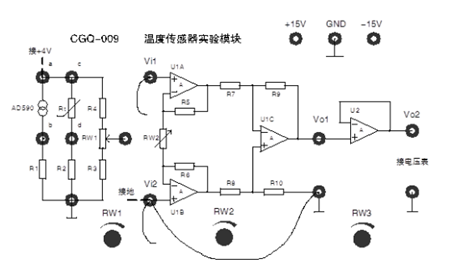 CGQ-009 温度传感器实验模块
+15V GND -15V
接+4V
a c
Vi1
U1A
A
R5 R7 R9
AD590 Rt R4
b d RW1
RW2
U1C
A
Vo1
U2
A
Vo2
R1 R2 R3
R6
接电压表
接地 Vi2
A
U1B
R8 R10
RW1 RW2 RW3